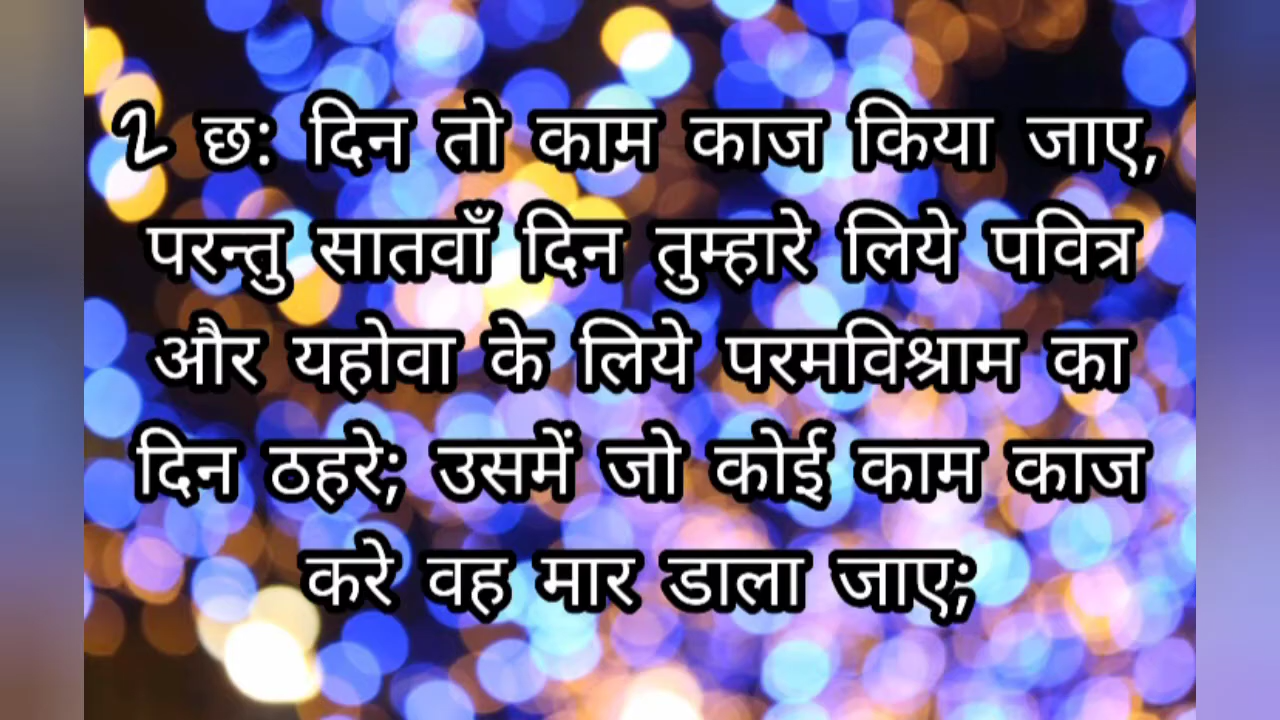 2 छ: दिन तो काम काज किया जाए,
परन्तु सातवाँ दिन तुम्हारे लिये पवित्र
और यहोवा के लिये परमविश्राम का
दिन ठहरे; उसमें जो कोई काम काज
करे वह मार डाला जाए;